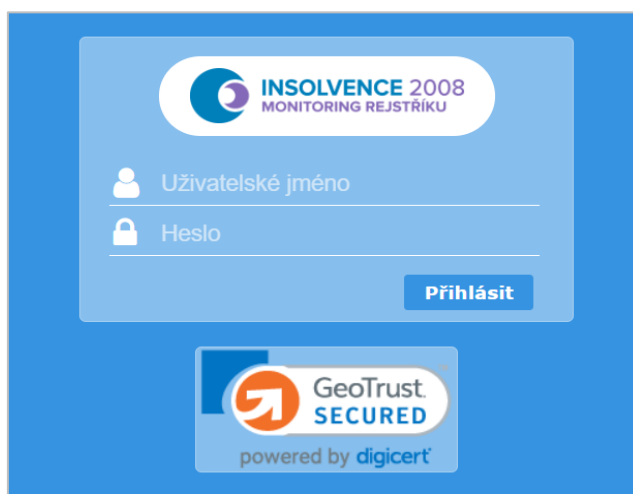 INSOLVENCE 2008
MONITORING REJSTŘÍKU
Uživatelské jméno
Heslo
Přihlásit
GeoTrust
SECURED
powered by digicert